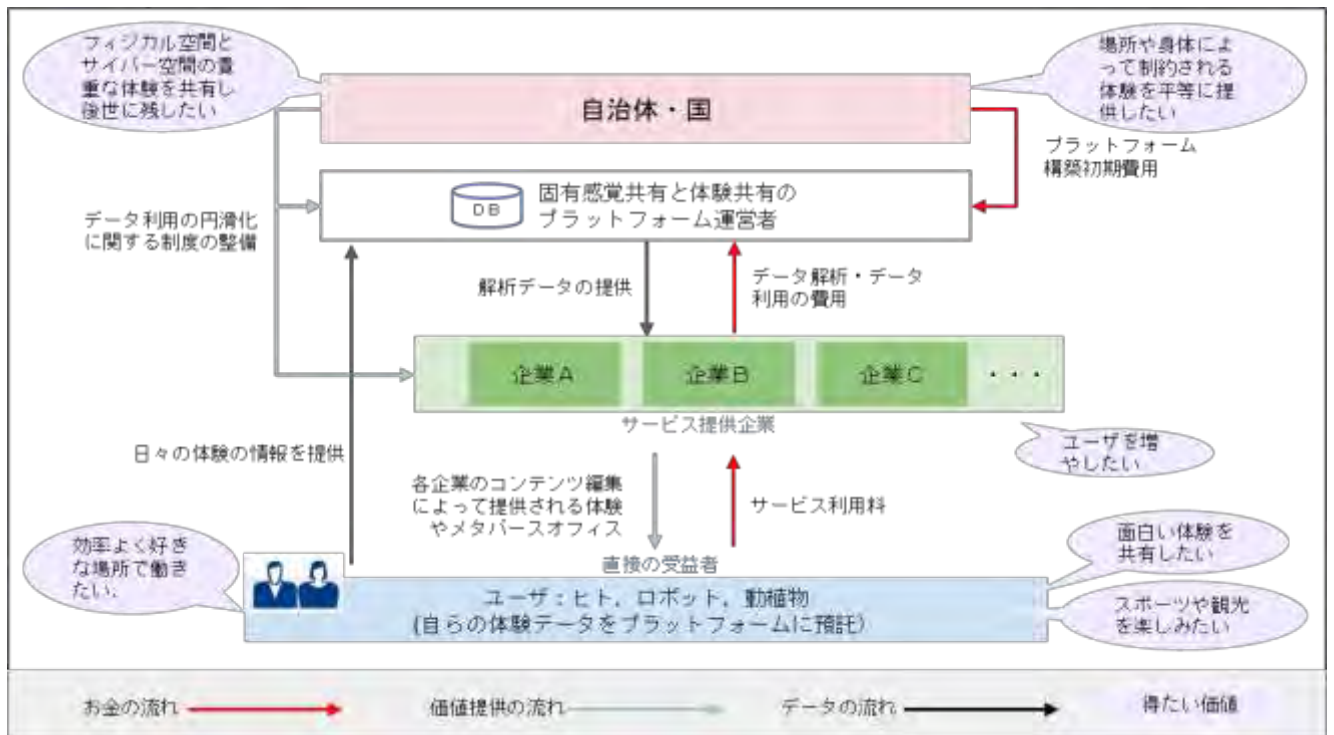 フィジカル空間と
サイバー空間の貴
重な体験を共有し
後世に残したい
場所や身体によ
って制約される
体験を平等に提
供したい
自治体・国
プラットフォーム
構築初期費用
DB
固有感覚共有と体験共有の
プラットフォーム運営者
データ利用の円滑化
に関する制度の整備
解析データの提供
データ解析・データ
利用の費用
企業A
企業B
企業C
・・・
サービス提供企業
ユーザを増
やしたい
日々の体験の情報を提供
各企業のコンテンツ編集
によって提供される体験
やメタバースオフィス
サービス利用料
効率よく好き
な場所で働き
たい.
直接の受益者
面白い体験を
共有したい
ユーザ：ヒト，ロボット，動植物
(自らの体験データをプラットフォームに預託)
スポーツや観光
を楽しみたい
お金の流れ
価値提供の流れ
データの流れ
得たい価値